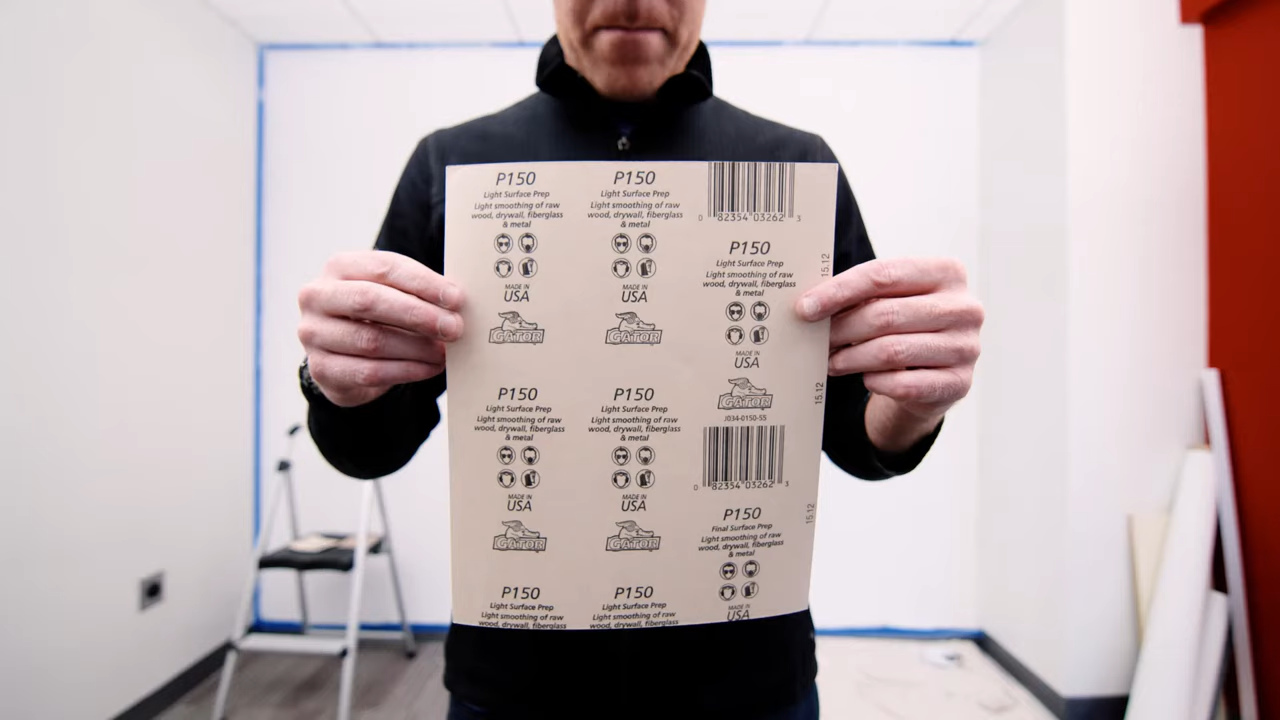 P150
Light Surface Prep
Light smoothing of raw
wood, drywall, fiberglass
& metal
MADE IN
USA
GATOR
P150
Light Surface Prep
Light smoothing of raw
wood, drywall, fiberglass
& metal
MADE IN
USA
GATOR
P150
Light Surface Prep
Light smoothing of raw
wood, drywall, fiberglass
P150
Light Surface Prep
Light smoothing of raw
wood, drywall, fiberglass
& metal
MADE IN
USA
GATOR
P150
Light Surface Prep
Light smoothing of raw
wood, drywall, fiberglass
& metal
MADE IN
USA
GATOR
P150
Light Surface Prep
Light smoothing of raw
wood, drywall, fiberglass
0 82354 03262 3
P150
Light Surface Prep
Light smoothing of raw
wood, drywall, fiberglass
& metal
MADE IN
USA
GATOR
J034-0150-S5
0 82354 03262 3
P150
Final Surface Prep
Light smoothing of raw
wood, drywall, fiberglass
& metal
MADE IN
USA
15.12
15.12
15.12